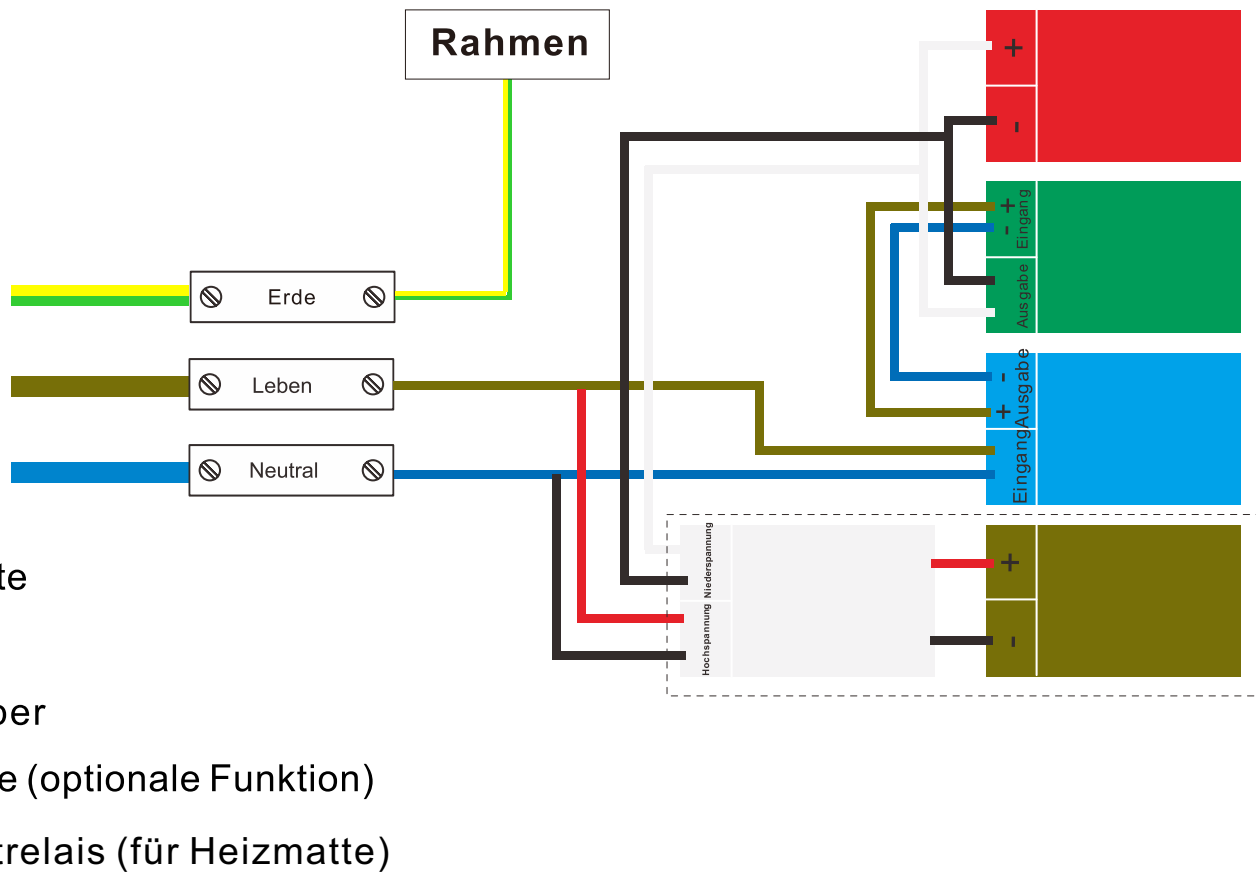 Rahmen
+
-
+
-
Eingang
Ausgabe
Erde
Leben
Neutral
-
+
Ausgabe
Eingang
Niederspannung
Hochspannung
+
-
te
ber
e (optionale Funktion)
trelais (für Heizmatte)